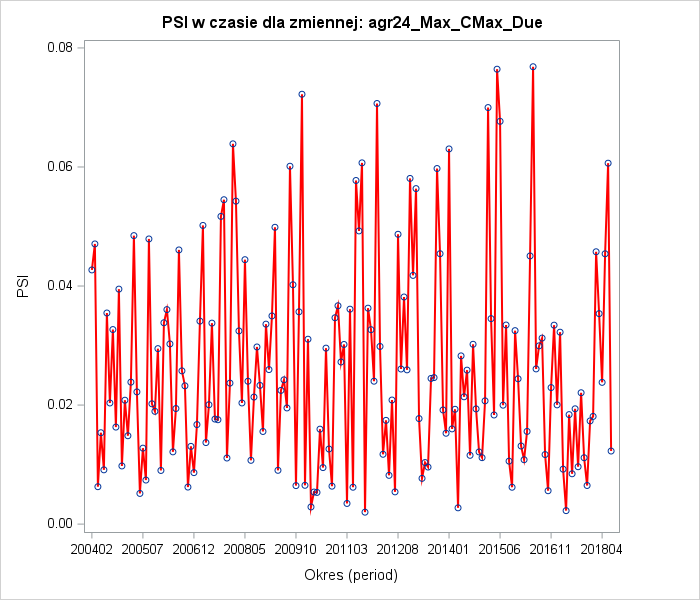 PSI w czasie dla zmiennej: agr24_Max_CMax_Due
0.08
0.06
0.04
0.02
0.00
PSI
200402 200507 200612 200805 200910 201103 201208 201401 201506 201611 201804
Okres (period)